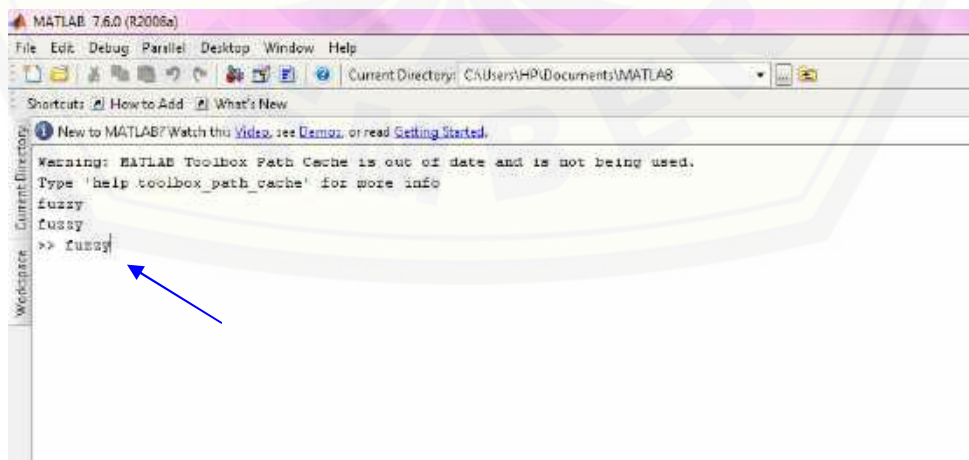 MATLAB 7.6.0 (R2008a)
File Edit Debug Parallel Desktop Window Help
Current Directory: C:\Users\HP\Documents\MATLAB
Shortcuts How to Add What's New
New to MATLAB? Watch this Video, see Demos, or read Getting Started.
Warning: MATLAB Toolbox Path Cache is out of date and is not being used.
Type 'help toolbox_path_cache' for more info
fuzzy
fuzzy
>> fuzzy
Current Directory
Workspace